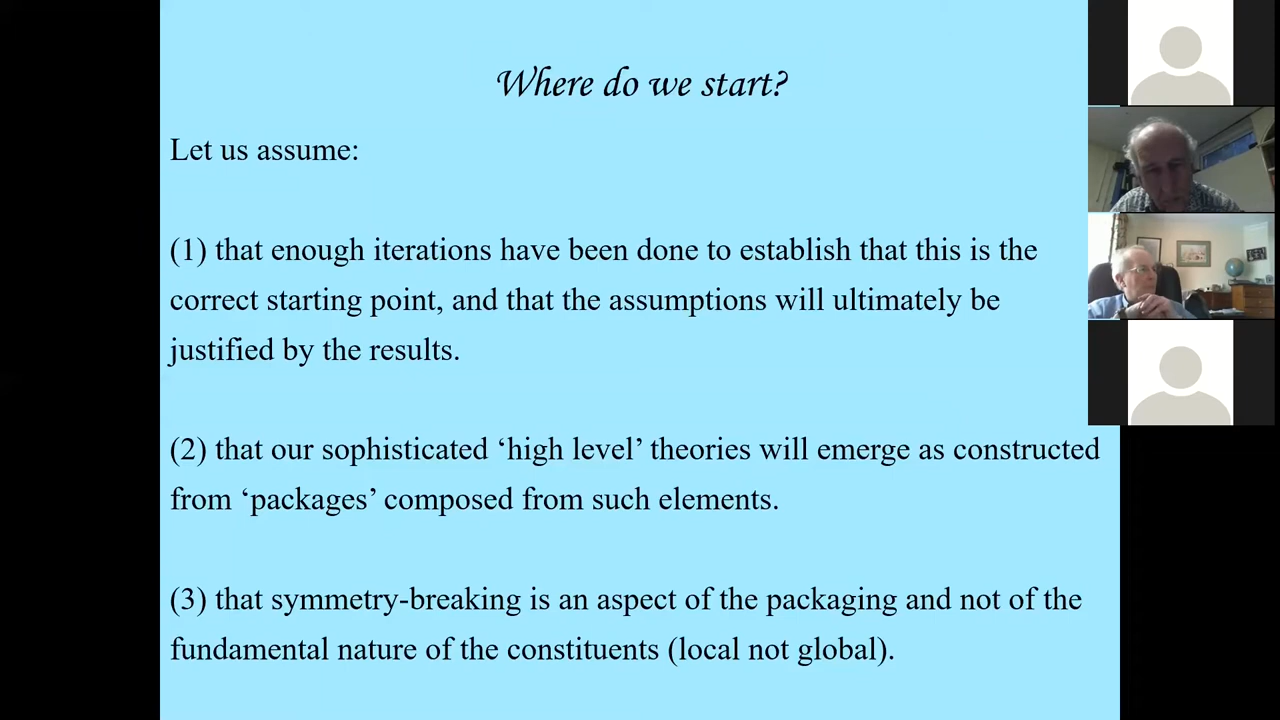 Where do we start?
Let us assume:
(1) that enough iterations have been done to establish that this is the
correct starting point, and that the assumptions will ultimately be
justified by the results.
(2) that our sophisticated ‘high level’ theories will emerge as constructed
from ‘packages’ composed from such elements.
(3) that symmetry-breaking is an aspect of the packaging and not of the
fundamental nature of the constituents (local not global).